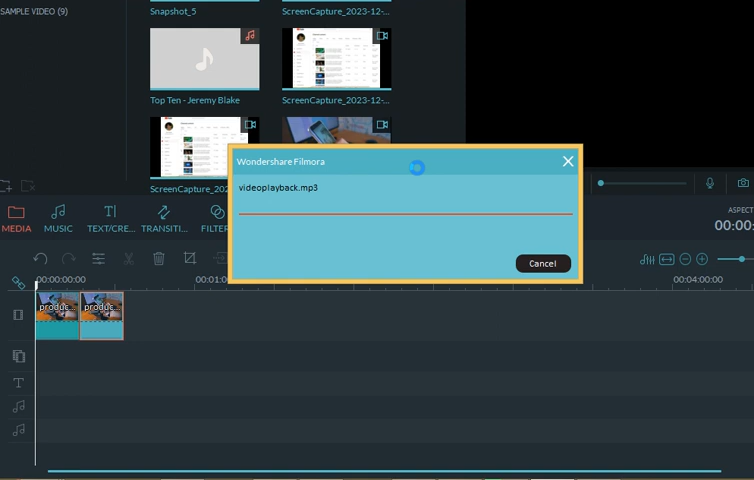 SAMPLE VIDEO (9)
Snapshot_5
ScreenCapture_2023-12-...
Top Ten - Jeremy Blake
ScreenCapture_2023-12-...
ScreenCapture_202
Wondershare Filmora
videoplayback.mp3
Cancel
MEDIA
MUSIC
TEXT/CRE...
TRANSITI...
FILTER
ASPECT
00:00:
00:00:00:00
00:01:0
00:04:00:00
produc...
produc...